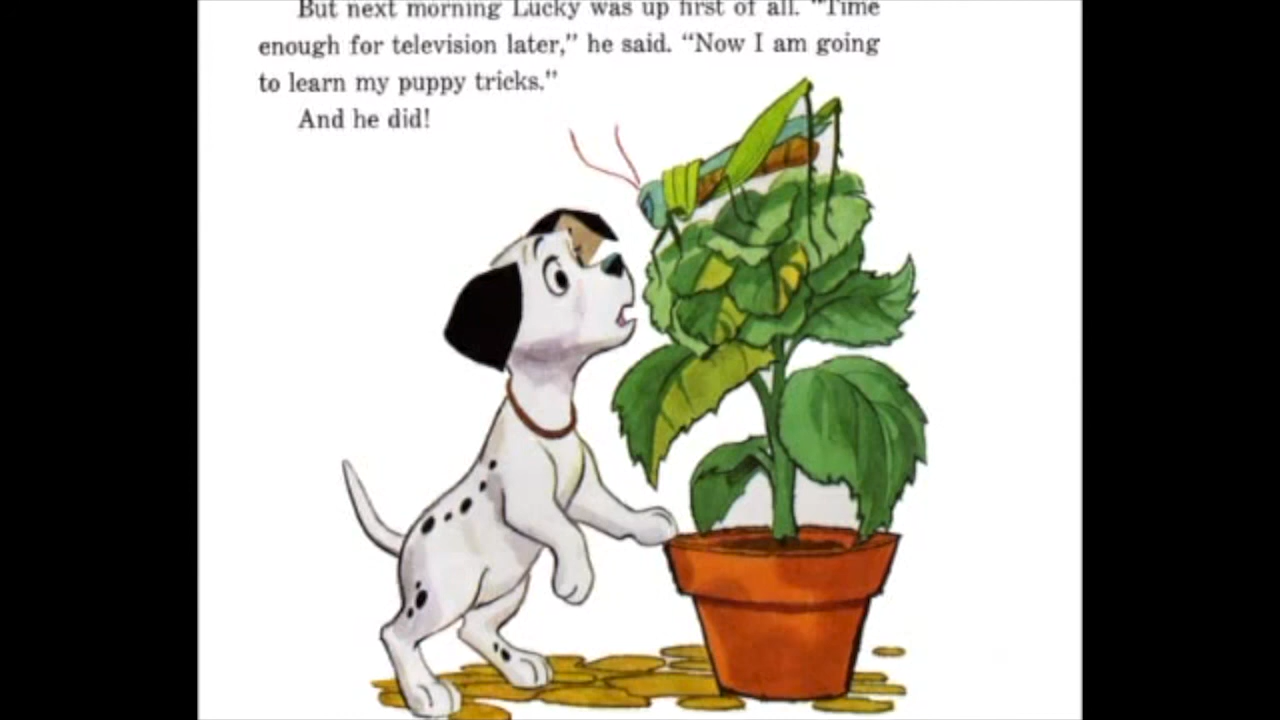 But next morning Lucky was up first of all. “Time
enough for television later,” he said. “Now I am going
to learn my puppy tricks.”
And he did!